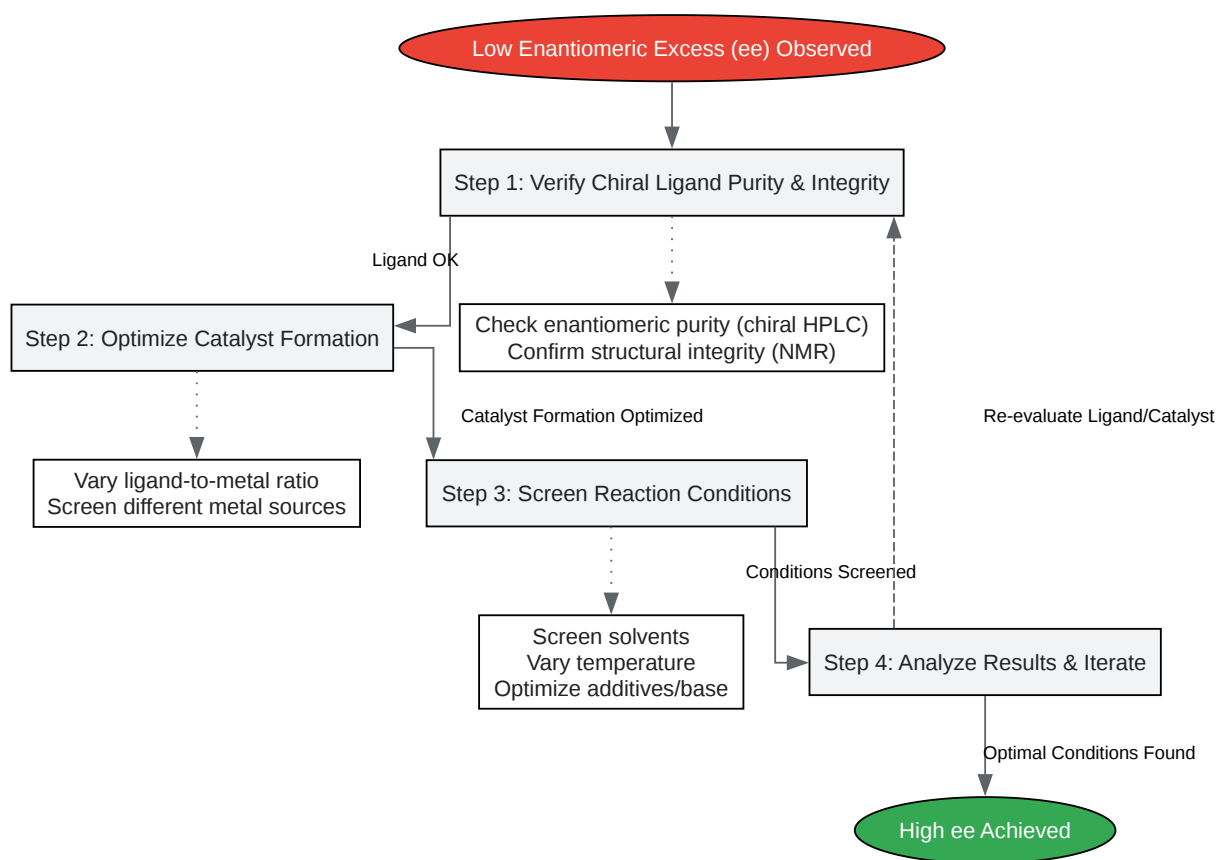 Low Enantiomeric Excess (ee) Observed
Step 1: Verify Chiral Ligand Purity & Integrity
Ligand OK
Check enantiomeric purity (chiral HPLC)
Confirm structural integrity (NMR)
Step 2: Optimize Catalyst Formation
Catalyst Formation Optimized
Re-evaluate Ligand/Catalyst
Vary ligand-to-metal ratio
Screen different metal sources
Step 3: Screen Reaction Conditions
Conditions Screened
Screen solvents
Vary temperature
Optimize additives/base
Step 4: Analyze Results & Iterate
Optimal Conditions Found
High ee Achieved